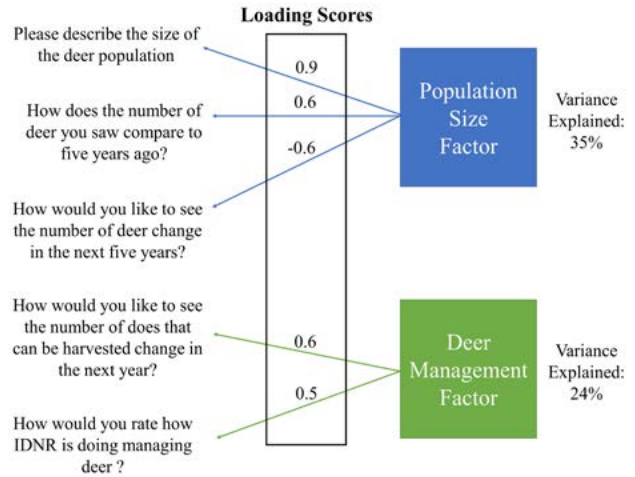 Loading Scores
Please describe the size of
the deer population
0.9
How does the number of
deer you saw compare to
five years ago?
0.6
-0.6
How would you like to see
the number of deer change
in the next five years?
Population
Size
Factor
Variance
Explained:
35%
How would you like to see
the number of does that
can be harvested change in
the next year?
0.6
How would you rate how
IDNR is doing managing
deer ?
0.5
Deer
Management
Factor
Variance
Explained:
24%